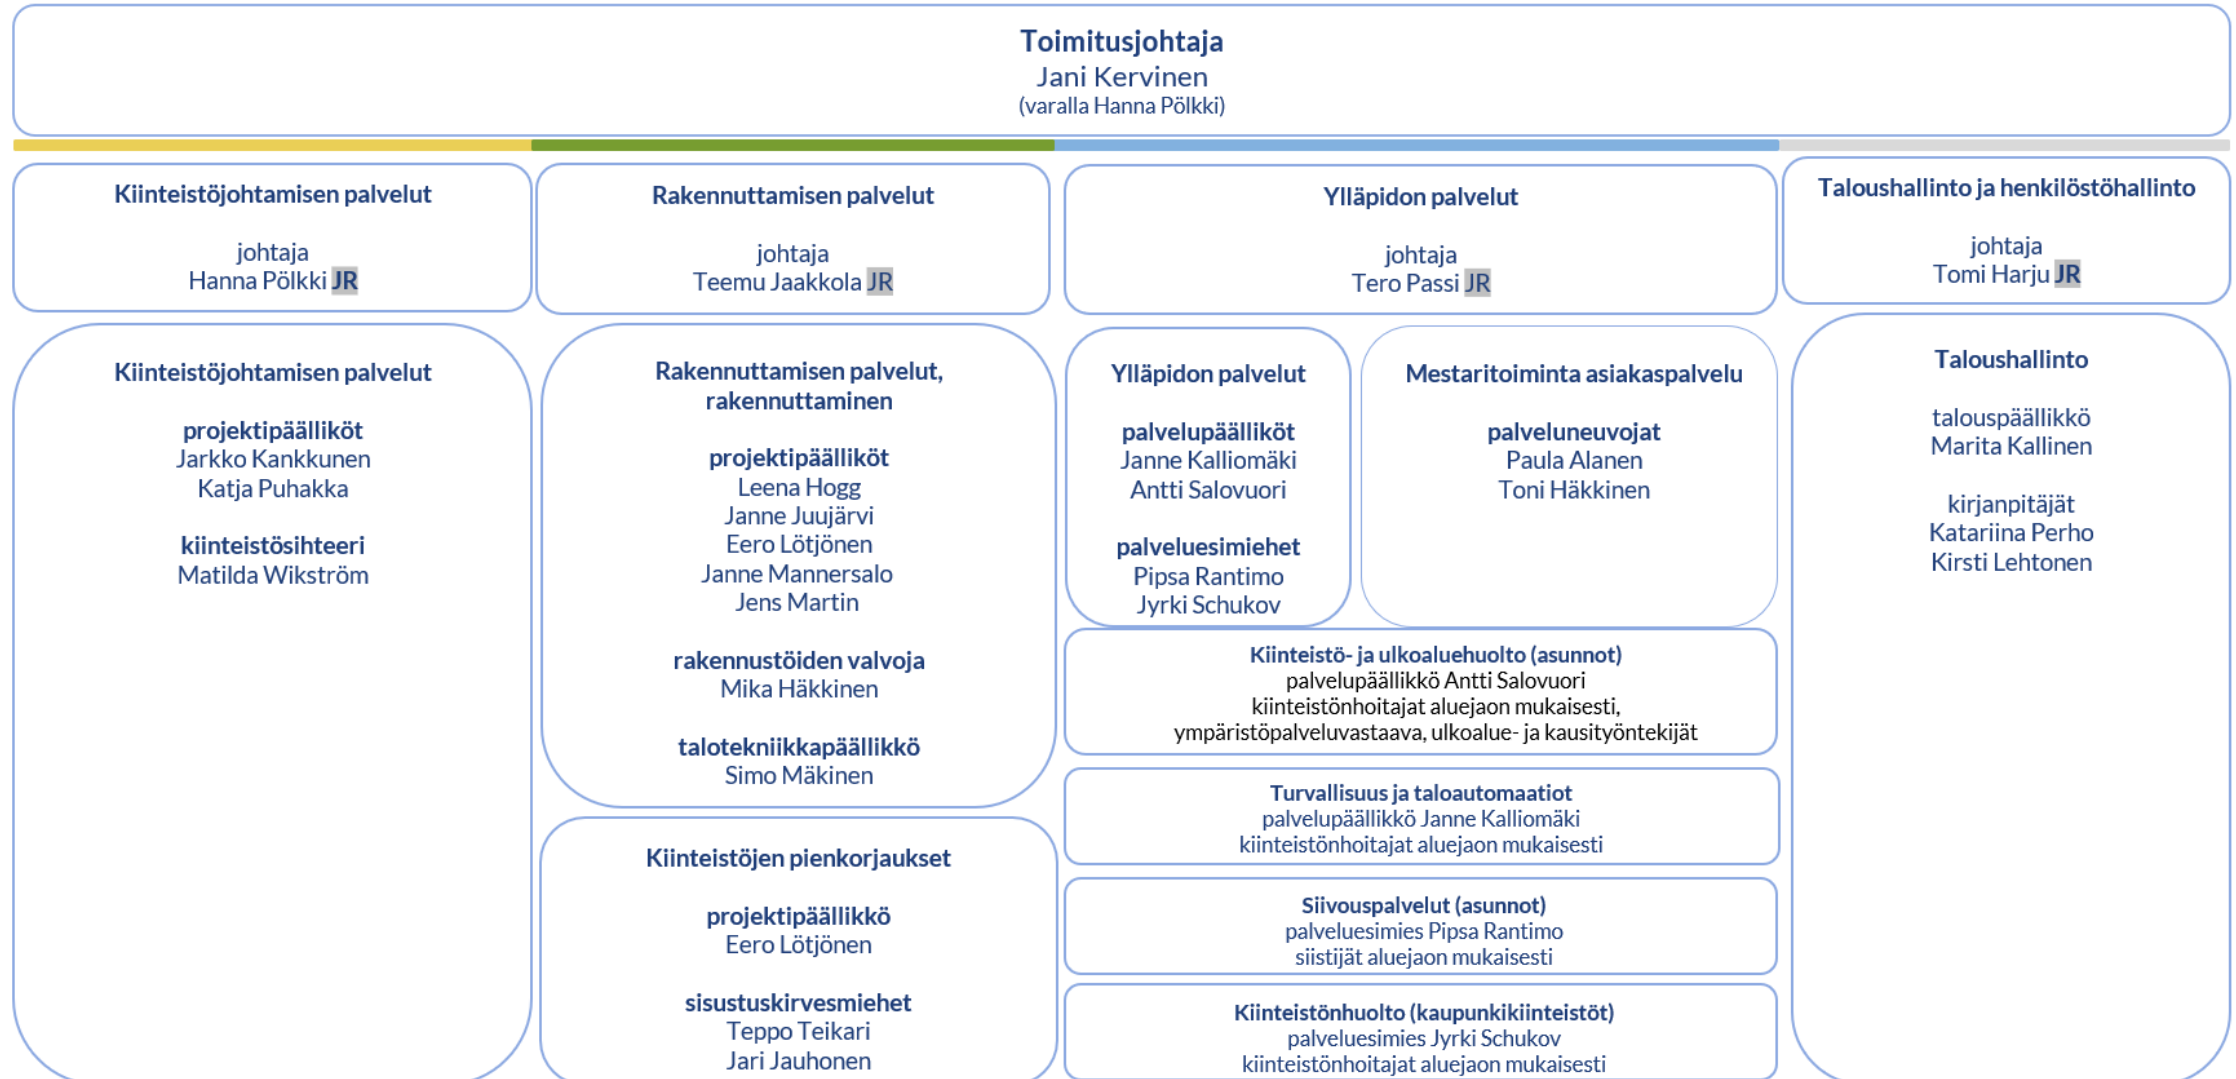 Toimitusjohtaja
Jani Kervinen
(varalla Hanna Pölkki)
Kiinteistöjohtamisen palvelut
johtaja
Hanna Pölkki JR
Rakennuttamisen palvelut
johtaja
Teemu Jaakkola JR
Ylläpidon palvelut
johtaja
Tero Passi JR
Taloushallinto ja henkilöstöhallinto
johtaja
Tomi Harju JR
Kiinteistöjohtamisen palvelut
projektipäälliköt
Jarkko Kankkunen
Katja Puhakka
kiinteistösihteeri
Matilda Wikström
Rakennuttamisen palvelut,
rakennuttaminen
projektipäälliköt
Leena Hogg
Janne Juujärvi
Eero Lötjönen
Janne Mannersalo
Jens Martin
rakennustöiden valvoja
Mika Häkkinen
talotekniikkapäällikkö
Simo Mäkinen
Kiinteistöjen pienkorjaukset
projektipäällikkö
Eero Lötjönen
sisustuskirvesmiehet
Teppo Teikari
Jari Jauhonen
Ylläpidon palvelut
palvelupäälliköt
Janne Kalliomäki
Antti Salovuori
palveluesimiehet
Pipsa Rantimo
Jyrki Schukov
Mestaritoiminta asiakaspalvelu
palveluneuvojat
Paula Alanen
Toni Häkkinen
Kiinteistö- ja ulkoaluehuolto (asunnot)
palvelupäällikkö Antti Salovuori
kiinteistönhoitajat aluejaon mukaisesti,
ympäristöpalveluvastaava, ulkoalue- ja kausityöntekijät
Turvallisuus ja taloautomaatiot
palvelupäällikkö Janne Kalliomäki
kiinteistönhoitajat aluejaon mukaisesti
Siivouspalvelut (asunnot)
palveluesimies Pipsa Rantimo
siistijät aluejaon mukaisesti
Kiinteistönhuolto (kaupunkikiinteistöt)
palveluesimies Jyrki Schukov
kiinteistönhoitajat aluejaon mukaisesti
Taloushallinto
talouspäällikkö
Marita Kallinen
kirjanpitäjät
Katariina Perho
Kirsti Lehtonen